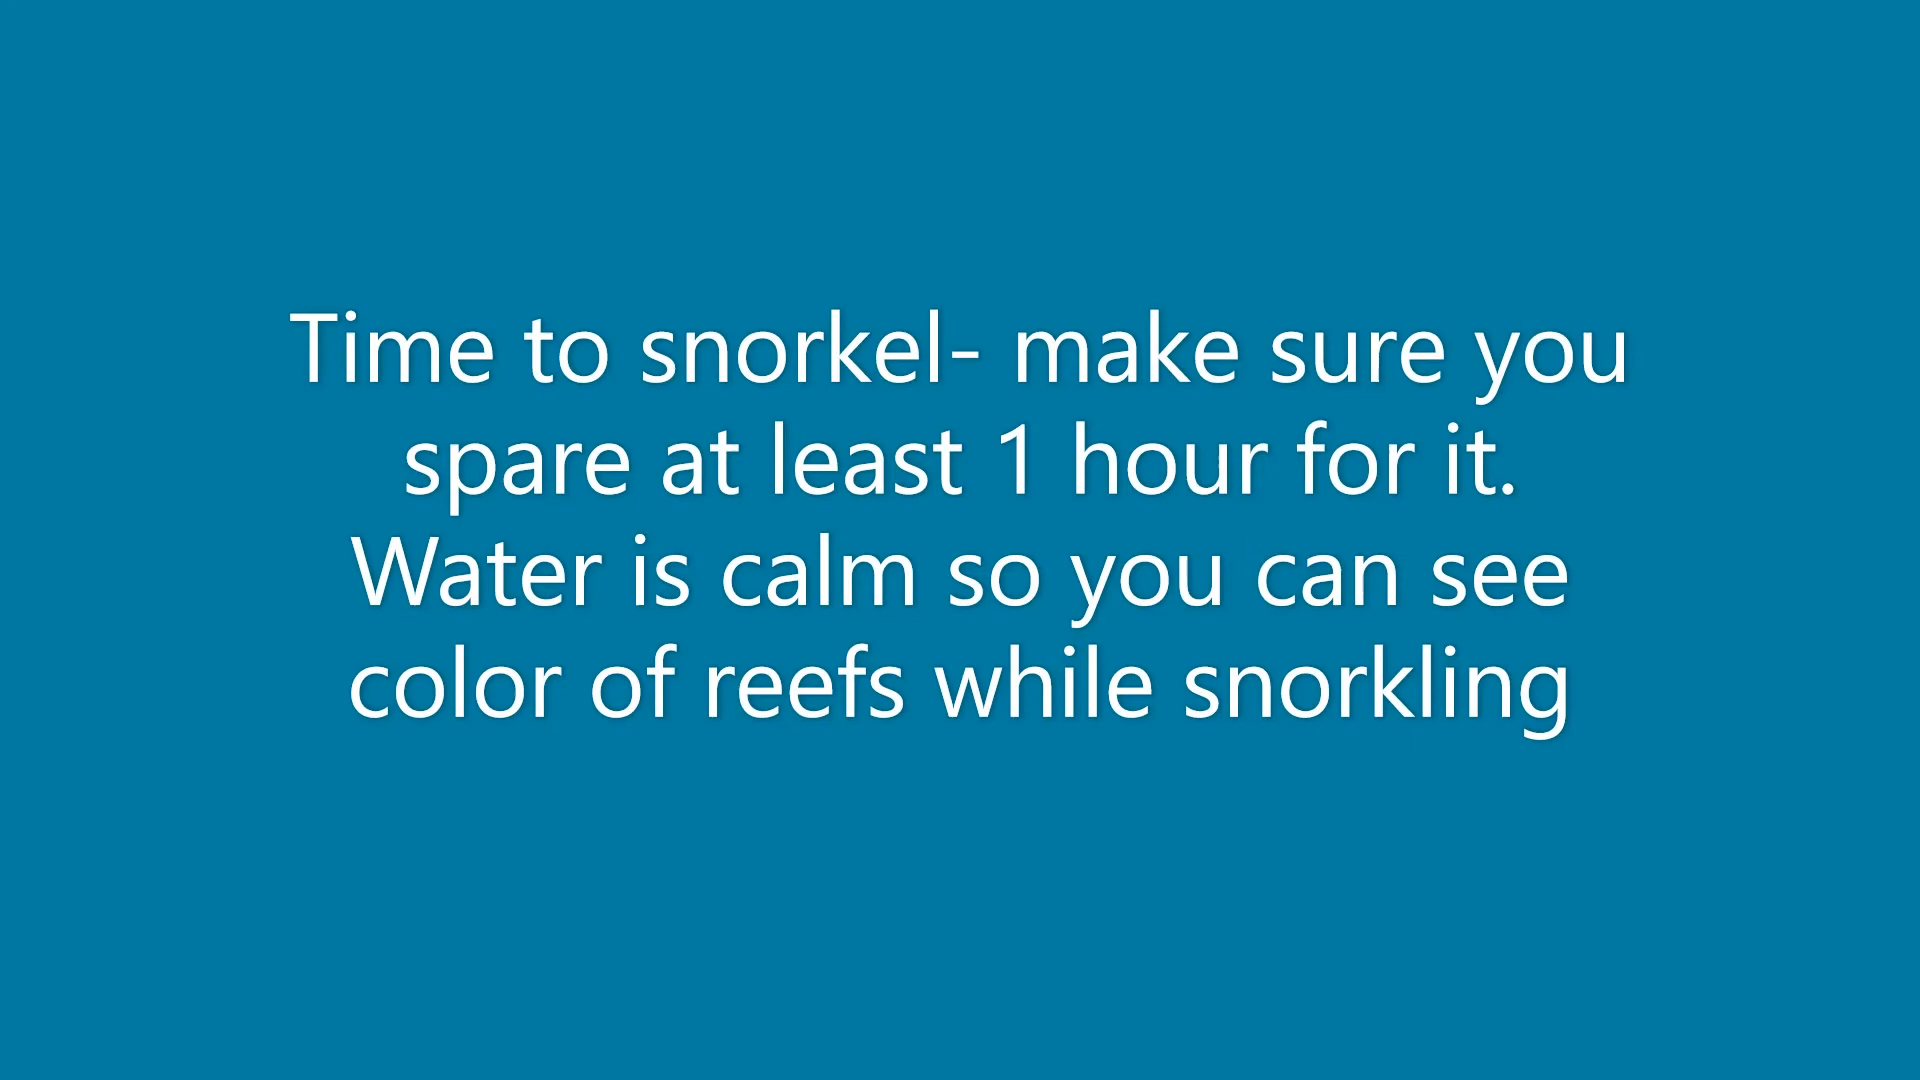 Time to snorkel- make sure you
spare at least 1 hour for it.
Water is calm so you can see
color of reefs while snorkling